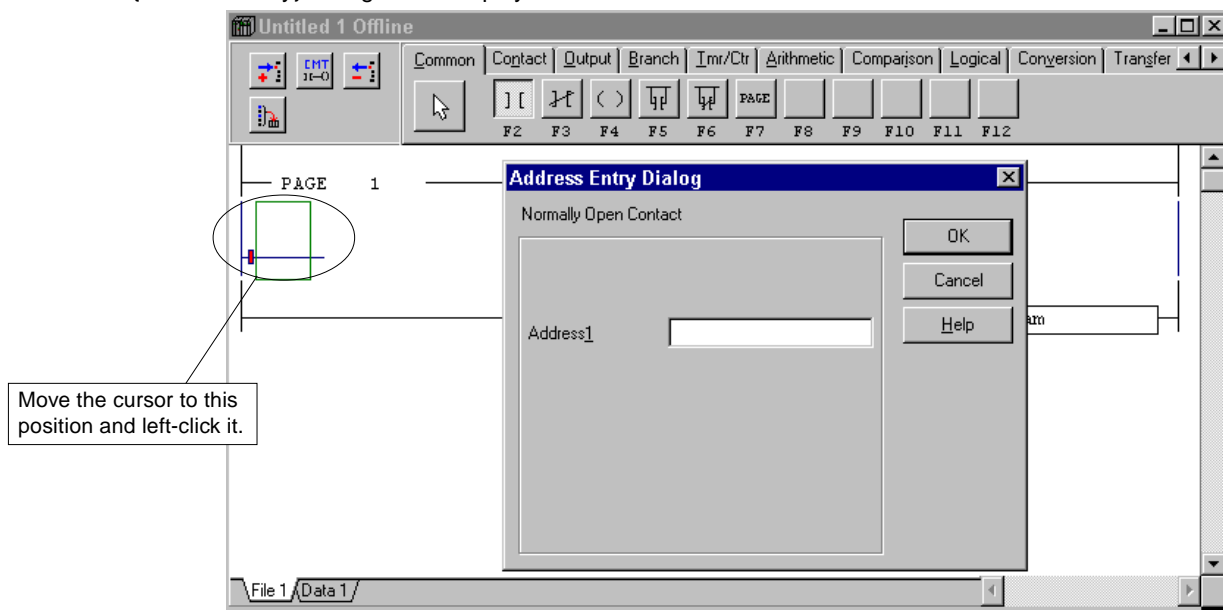 Untitled 1 Offline
CMT
Common Contact Output Branch Tmr/Ctr Arithmetic Comparison Logical Conversion Transfer
PAGE
F2 F3 F4 F5 F6 F7 F8 F9 F10 F11 F12
PAGE 1
Address Entry Dialog
Normally Open Contact
OK
Cancel
Address1
Help
am
Move the cursor to this
position and left-click it.
File 1 Data 1